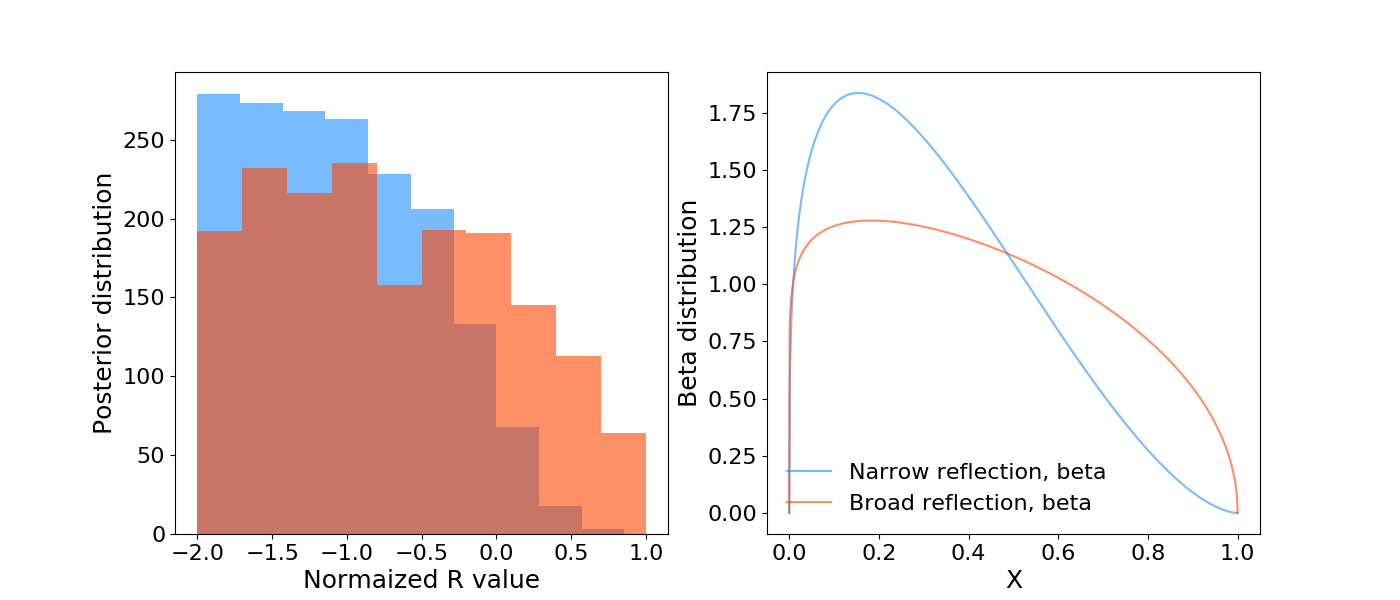 Posterior distribution
250
200
150
100
50
0
−2.0 −1.5 −1.0 −0.5 0.0 0.5 1.0
Normaized R value
Beta distribution
1.75
1.50
1.25
1.00
0.75
0.50
0.25
0.00
Narrow reflection, beta
Broad reflection, beta
0.0 0.2 0.4 0.6 0.8 1.0
X